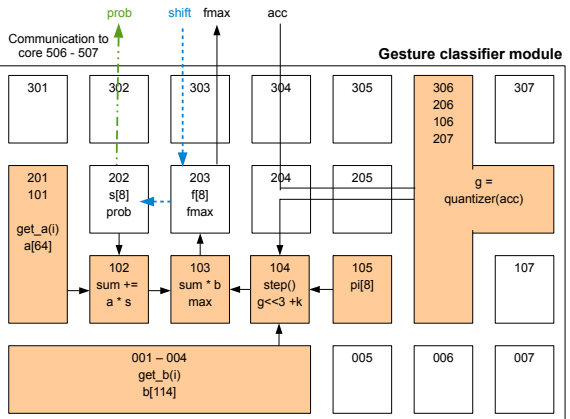 prob
shift
fmax
acc
Communication to
core 506 - 507
Gesture classifier module
301
302
303
304
305
306
206
106
207
307
201
101
get_a(i)
a[64]
202
s[8]
prob
203
f[8]
fmax
204
205
g =
quantizer(acc)
102
sum +=
a * s
103
sum * b
max
104
step()
g<<3 +k
105
pi[8]
107
001 – 004
get_b(i)
b[114]
005
006
007